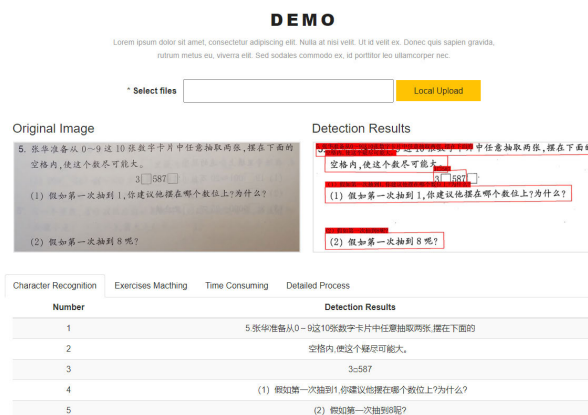 DEMO
Lorem ipsum dolor sit amet, consectetur adipiscing elit. Nulla at nisi velit. Ut id velit ex. Donec quis sapien gravida,
rutrum metus eu, viverra elit. Sed sodales commodo ex, id porttitor leo ullamcorper nec.
* Select files
Local Upload
Original Image
5. 张华准备从0~9这10张数字卡片中任意抽取两张,摆在下面的
空格内,使这个数尽可能大。
3□587□
(1) 假如第一次抽到1,你建议他摆在哪个数位上?为什么?
(2) 假如第一次抽到8呢?
Detection Results
中任意抽取两张,摆在下面的
空格内,使这个数尽可能大
3□587
(1) 假如第一次抽到1,你建议他摆在哪个数位上?为什么?
(2) 假如第一次抽到8呢?
Character Recognition Exercises Macthing Time Consuming Detailed Process
Number Detection Results
1 5.张华准备从0~9这10张数字卡片中任意抽取两张,摆在下面的
2 空格内,使这个疑尽可能大。
3 3□587
4 (1) 假如第一次抽到1,你建议他摆在哪个数位上?为什么?
5 (2) 假如第一次抽到8呢?